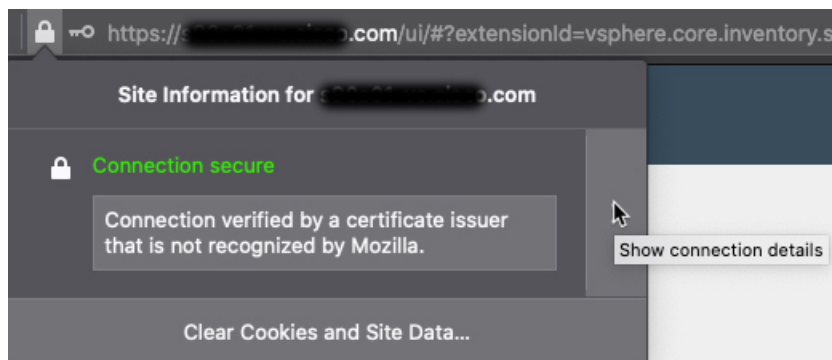 https://.com/ui/#?extensionId=vsphere.core.inventory.s
Site Information for .com
Connection secure
Connection verified by a certificate issuer
that is not recognized by Mozilla.
Show connection details
Clear Cookies and Site Data...